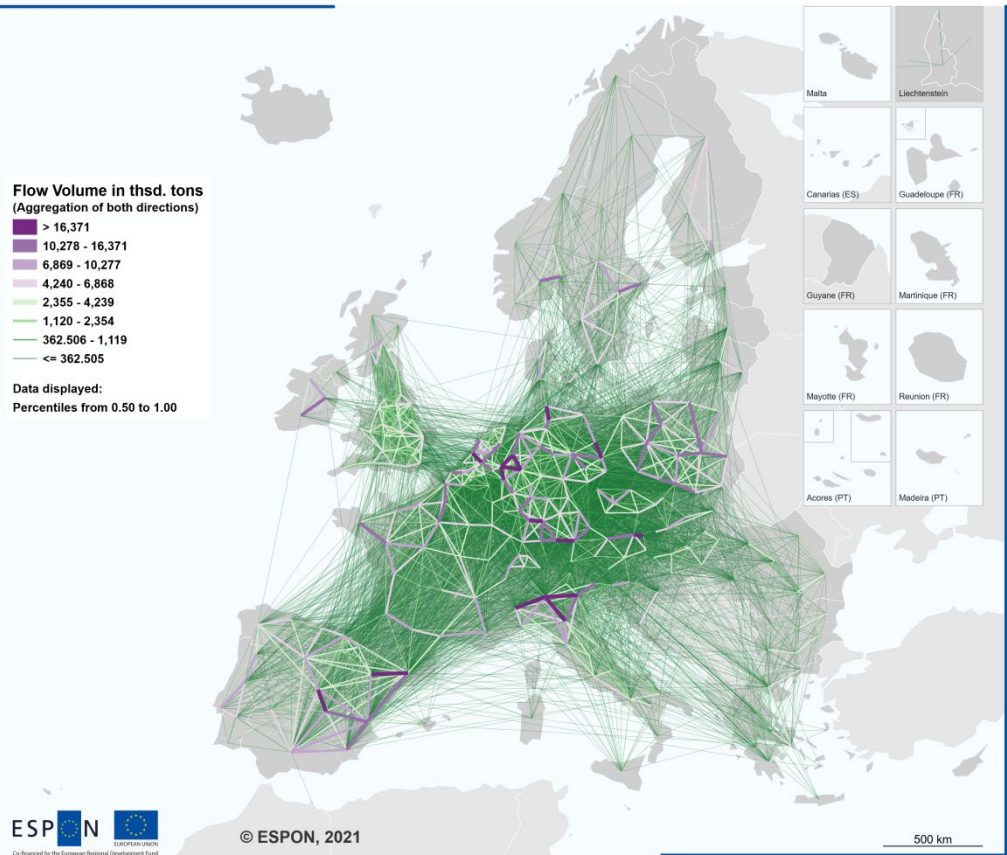 Malta
Liechtenstein
Canarias (ES)
Guadeloupe (FR)
Guyane (FR)
Martinique (FR)
Mayotte (FR)
Reunion (FR)
Acores (PT)
Madeira (PT)
Flow Volume in thsd. tons
(Aggregation of both directions)
> 16,371
10,278 - 16,371
6,869 - 10,277
4,240 - 6,868
2,355 - 4,239
1,120 - 2,354
362.506 - 1,119
<= 362.505
Data displayed:
Percentiles from 0.50 to 1.00
ESPON
EUROPEAN UNION
Co-financed by the European Regional Development Fund
© ESPON, 2021
500 km